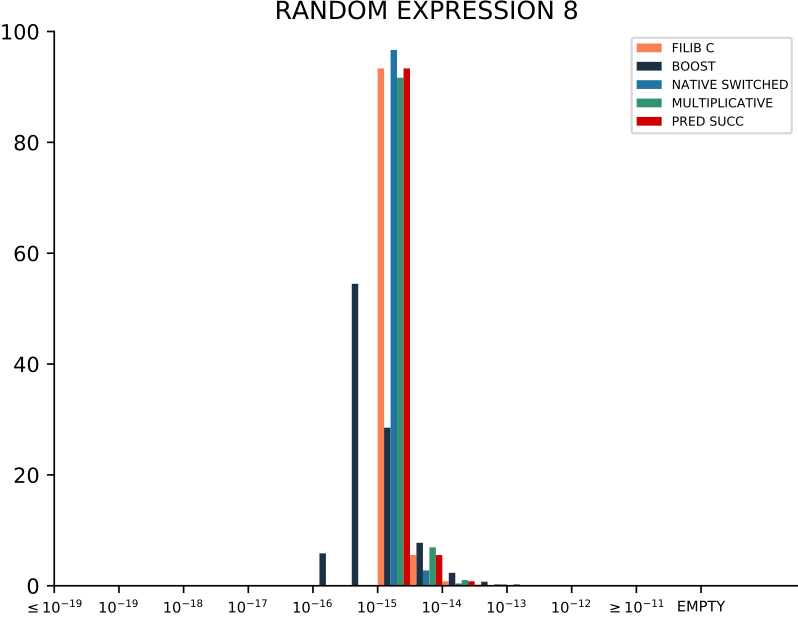 RANDOM EXPRESSION 8
100
80
60
40
20
0
FILIB C
BOOST
NATIVE SWITCHED
MULTIPLICATIVE
PRED SUCC
≤ 10⁻¹⁹ 10⁻¹⁹ 10⁻¹⁸ 10⁻¹⁷ 10⁻¹⁶ 10⁻¹⁵ 10⁻¹⁴ 10⁻¹³ 10⁻¹² ≥ 10⁻¹¹ EMPTY